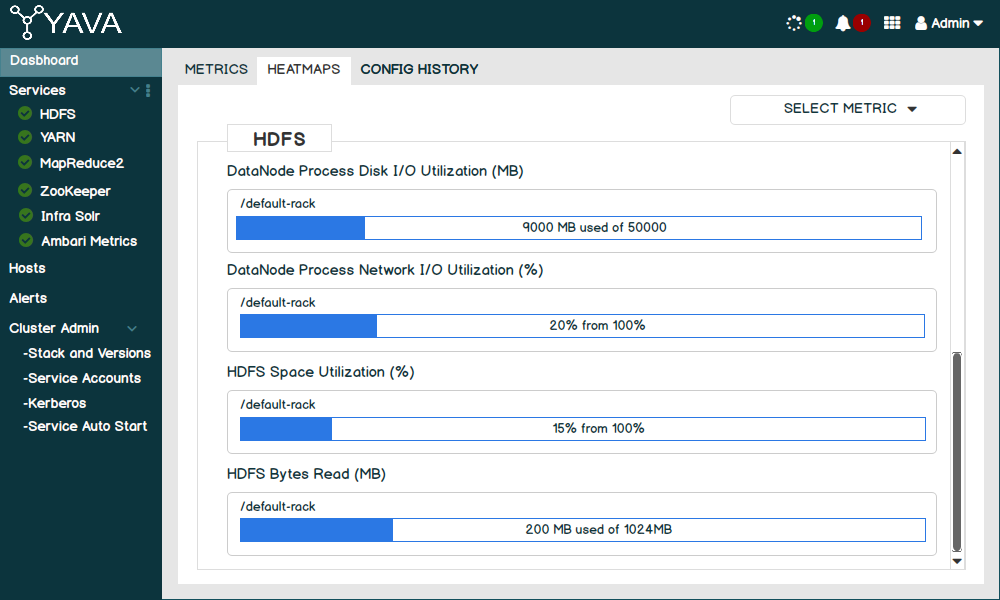 YAVA
1
1
Admin
Dasbhoard
Services
HDFS
YARN
MapReduce2
ZooKeeper
Infra Solr
Ambari Metrics
Hosts
Alerts
Cluster Admin
-Stack and Versions
-Service Accounts
-Kerberos
-Service Auto Start
METRICS HEATMAPS CONFIG HISTORY
SELECT METRIC
HDFS
DataNode Process Disk I/O Utilization (MB)
/default-rack
9000 MB used of 50000
DataNode Process Network I/O Utilization (%)
/default-rack
20% from 100%
HDFS Space Utilization (%)
/default-rack
15% from 100%
HDFS Bytes Read (MB)
/default-rack
200 MB used of 1024MB